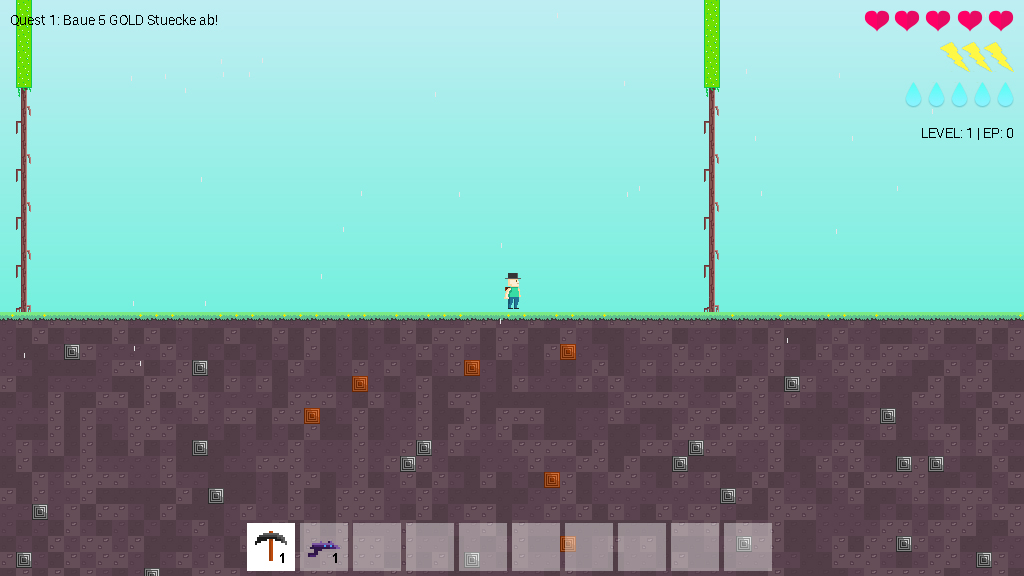 Quest 1: Baue 5 GOLD Stuecke ab!
LEVEL: 1 | EP: 0
1 1